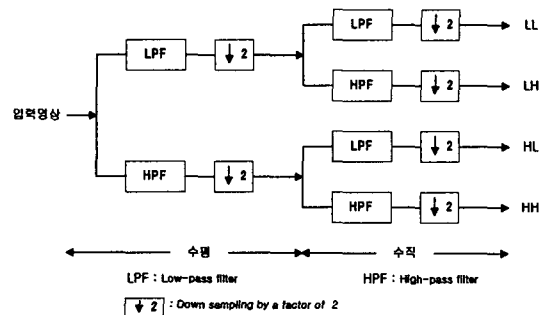 LPF ↓ 2 LL
LPF ↓ 2
HPF ↓ 2 LH
입력영상
LPF ↓ 2 HL
HPF ↓ 2
HPF ↓ 2 HH
수평 수직
LPF : Low-pass filter HPF : High-pass filter
↓ 2 : Down sampling by a factor of 2